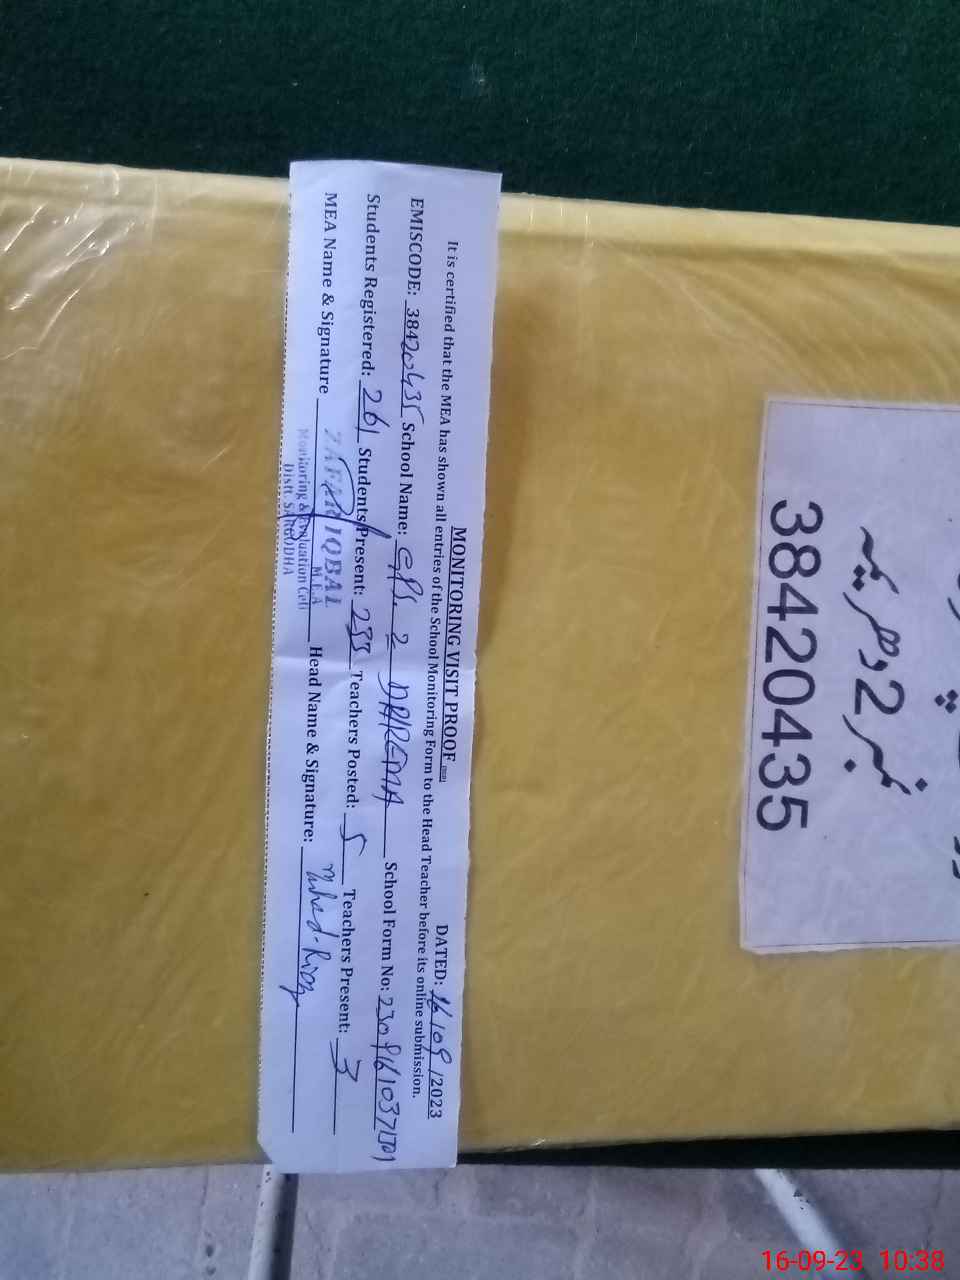 MONITORING VISIT PROOF
DATED: 16/09/2023
It is certified that the MEA has shown all entries of the School Monitoring Form to the Head Teacher before its online submission.
EMISCODE: 38420435 School Name: GPS. 2 DHREMA School Form No:
Students Registered: 261 Students Present: 233 Teachers Posted: 5 Teachers Present: 3
MEA Name & Signature Head Name & Signature:
ZAFAR IQBAL
M.E.A
Monitoring & Evaluation Cell
Distt. SARGODHA
نمبر 2 دھریمہ
38420435
16-09-23 10:38